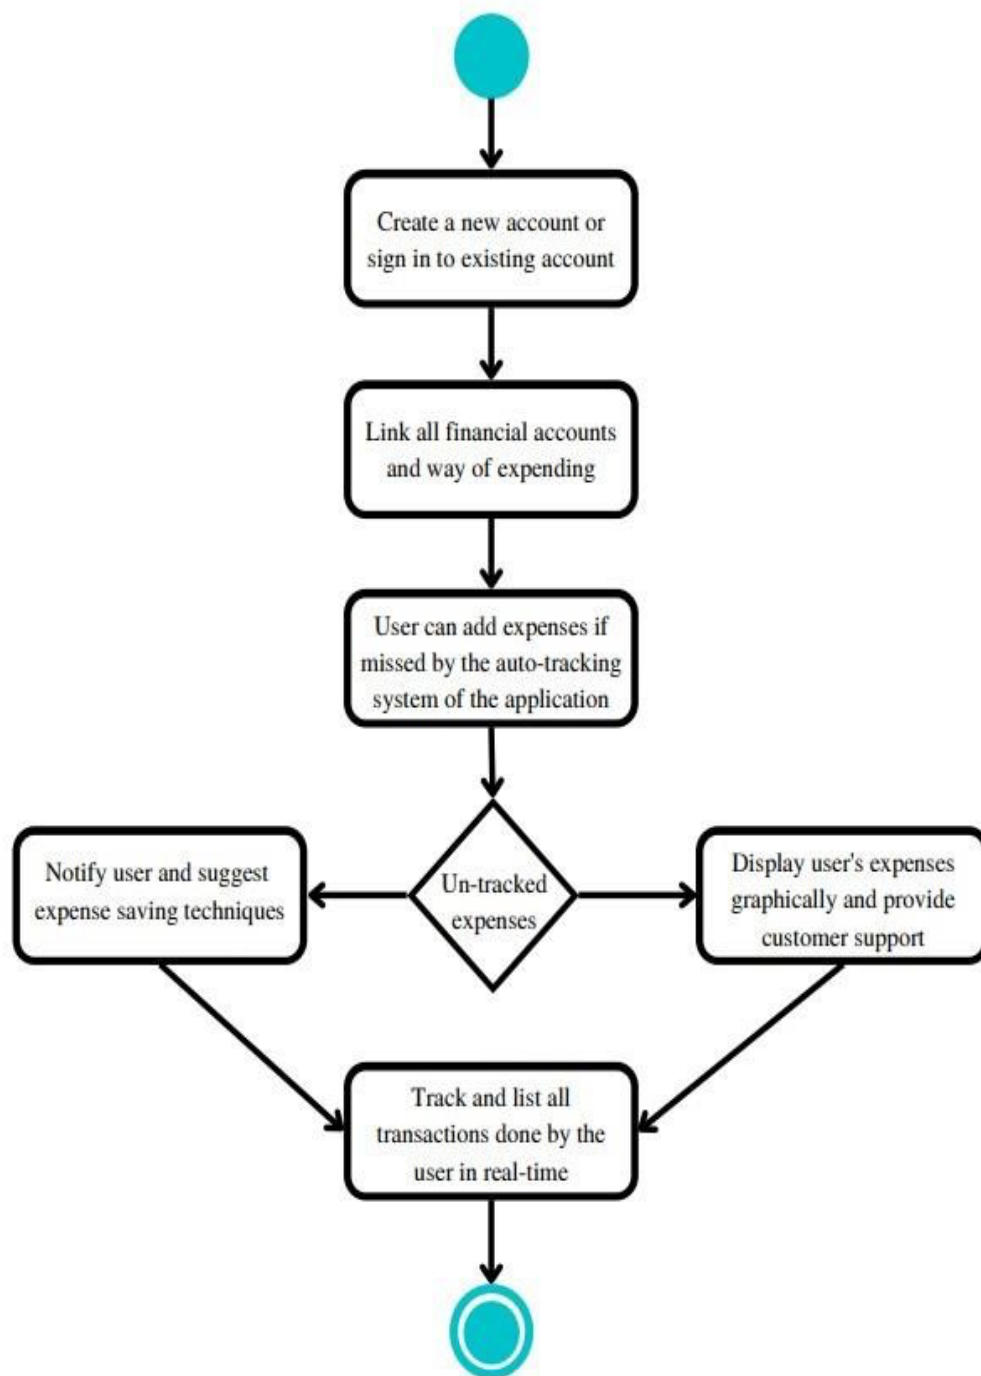 Create a new account or
sign in to existing account
Link all financial accounts
and way of expending
User can add expenses if
missed by the auto-tracking
system of the application
Notify user and suggest
expense saving techniques
Un-tracked
expenses
Display user's expenses
graphically and provide
customer support
Track and list all
transactions done by the
user in real-time